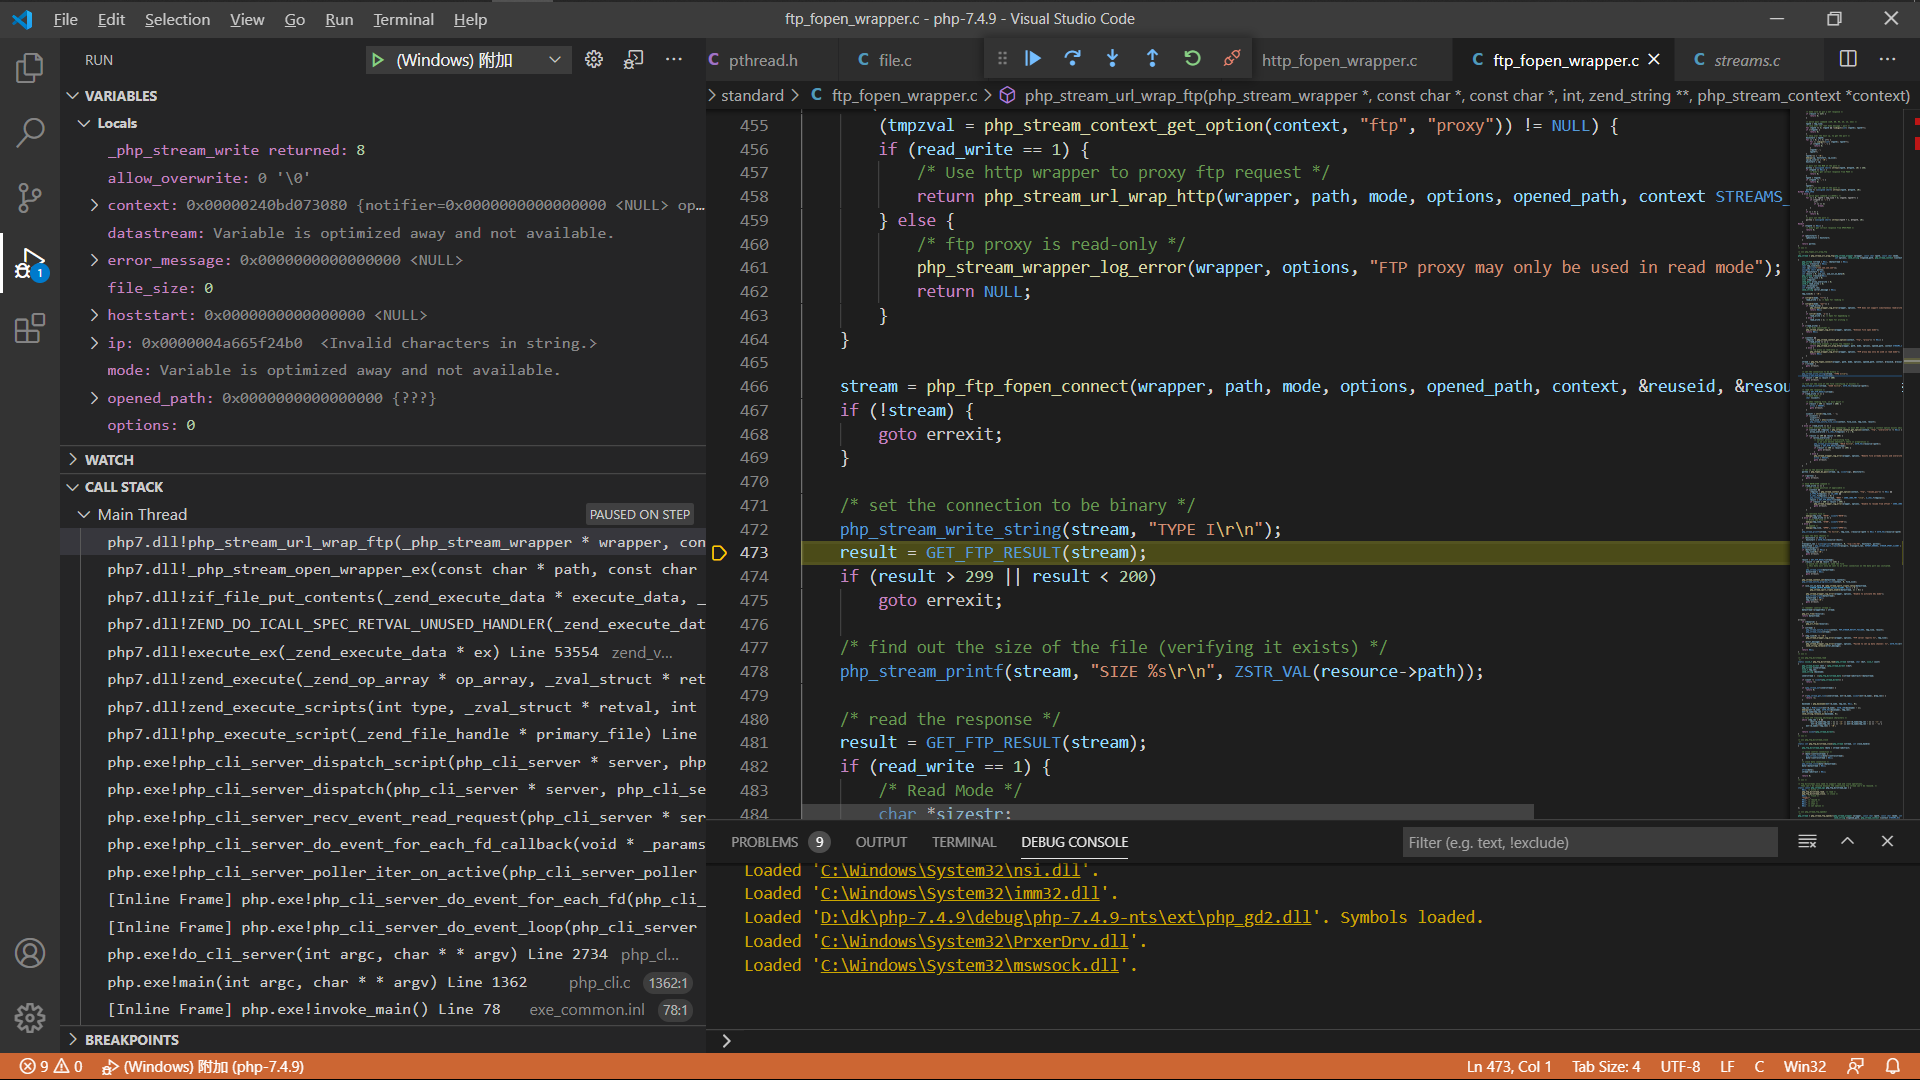 File Edit Selection View Go Run Terminal Help
ftp_fopen_wrapper.c - php-7.4.9 - Visual Studio Code
RUN
(Windows) 附加
VARIABLES
Locals
_php_stream_write returned: 8
allow_overwrite: 0 '\0'
context: 0x00000240bd073080 {notifier=0x0000000000000000 <NULL> op…
datastream: Variable is optimized away and not available.
error_message: 0x0000000000000000 <NULL>
file_size: 0
hoststart: 0x0000000000000000 <NULL>
ip: 0x0000004a665f24b0 <Invalid characters in string.>
mode: Variable is optimized away and not available.
opened_path: 0x0000000000000000 {???}
options: 0
WATCH
CALL STACK
Main Thread PAUSED ON STEP
php7.dll!php_stream_url_wrap_ftp(_php_stream_wrapper * wrapper, con
php7.dll!_php_stream_open_wrapper_ex(const char * path, const char
php7.dll!zif_file_put_contents(_zend_execute_data * execute_data, _
php7.dll!ZEND_DO_ICALL_SPEC_RETVAL_UNUSED_HANDLER(_zend_execute_dat
php7.dll!execute_ex(_zend_execute_data * ex) Line 53554 zend_v...
php7.dll!zend_execute(_zend_op_array * op_array, _zval_struct * ret
php7.dll!zend_execute_scripts(int type, _zval_struct * retval, int
php7.dll!php_execute_script(_zend_file_handle * primary_file) Line
php.exe!php_cli_server_dispatch_script(php_cli_server * server, php
php.exe!php_cli_server_dispatch(php_cli_server * server, php_cli_se
php.exe!php_cli_server_recv_event_read_request(php_cli_server * ser
php.exe!php_cli_server_do_event_for_each_fd_callback(void * _params
php.exe!php_cli_server_poller_iter_on_active(php_cli_server_poller
[Inline Frame] php.exe!php_cli_server_do_event_for_each_fd(php_cli_
[Inline Frame] php.exe!php_cli_server_do_event_loop(php_cli_server
php.exe!do_cli_server(int argc, char * * argv) Line 2734 php_cl...
php.exe!main(int argc, char * * argv) Line 1362 php_cli.c 1362:1
[Inline Frame] php.exe!invoke_main() Line 78 exe_common.inl 78:1
BREAKPOINTS
1
C pthread.h C file.c http_fopen_wrapper.c C ftp_fopen_wrapper.c C streams.c
standard > C ftp_fopen_wrapper.c > php_stream_url_wrap_ftp(php_stream_wrapper *, const char *, const char *, int, zend_string **, php_stream_context *context)
455 (tmpzval = php_stream_context_get_option(context, "ftp", "proxy")) != NULL) {
456 if (read_write == 1) {
457 /* Use http wrapper to proxy ftp request */
458 return php_stream_url_wrap_http(wrapper, path, mode, options, opened_path, context STREAMS_
459 } else {
460 /* ftp proxy is read-only */
461 php_stream_wrapper_log_error(wrapper, options, "FTP proxy may only be used in read mode");
462 return NULL;
463 }
464 }
465
466 stream = php_ftp_fopen_connect(wrapper, path, mode, options, opened_path, context, &reuseid, &resou
467 if (!stream) {
468 goto errexit;
469 }
470
471 /* set the connection to be binary */
472 php_stream_write_string(stream, "TYPE I\r\n");
473 result = GET_FTP_RESULT(stream);
474 if (result > 299 || result < 200)
475 goto errexit;
476
477 /* find out the size of the file (verifying it exists) */
478 php_stream_printf(stream, "SIZE %s\r\n", ZSTR_VAL(resource->path));
479
480 /* read the response */
481 result = GET_FTP_RESULT(stream);
482 if (read_write == 1) {
483 /* Read Mode */
484 char *sizestr;
PROBLEMS 9 OUTPUT TERMINAL DEBUG CONSOLE Filter (e.g. text, !exclude)
Loaded 'C:\Windows\System32\nsi.dll'.
Loaded 'C:\Windows\System32\imm32.dll'.
Loaded 'D:\dk\php-7.4.9\debug\php-7.4.9-nts\ext\php_gd2.dll'. Symbols loaded.
Loaded 'C:\Windows\System32\PrxerDrv.dll'.
Loaded 'C:\Windows\System32\mswsock.dll'.
9 0 (Windows) 附加 (php-7.4.9)
Ln 473, Col 1 Tab Size: 4 UTF-8 LF C Win32